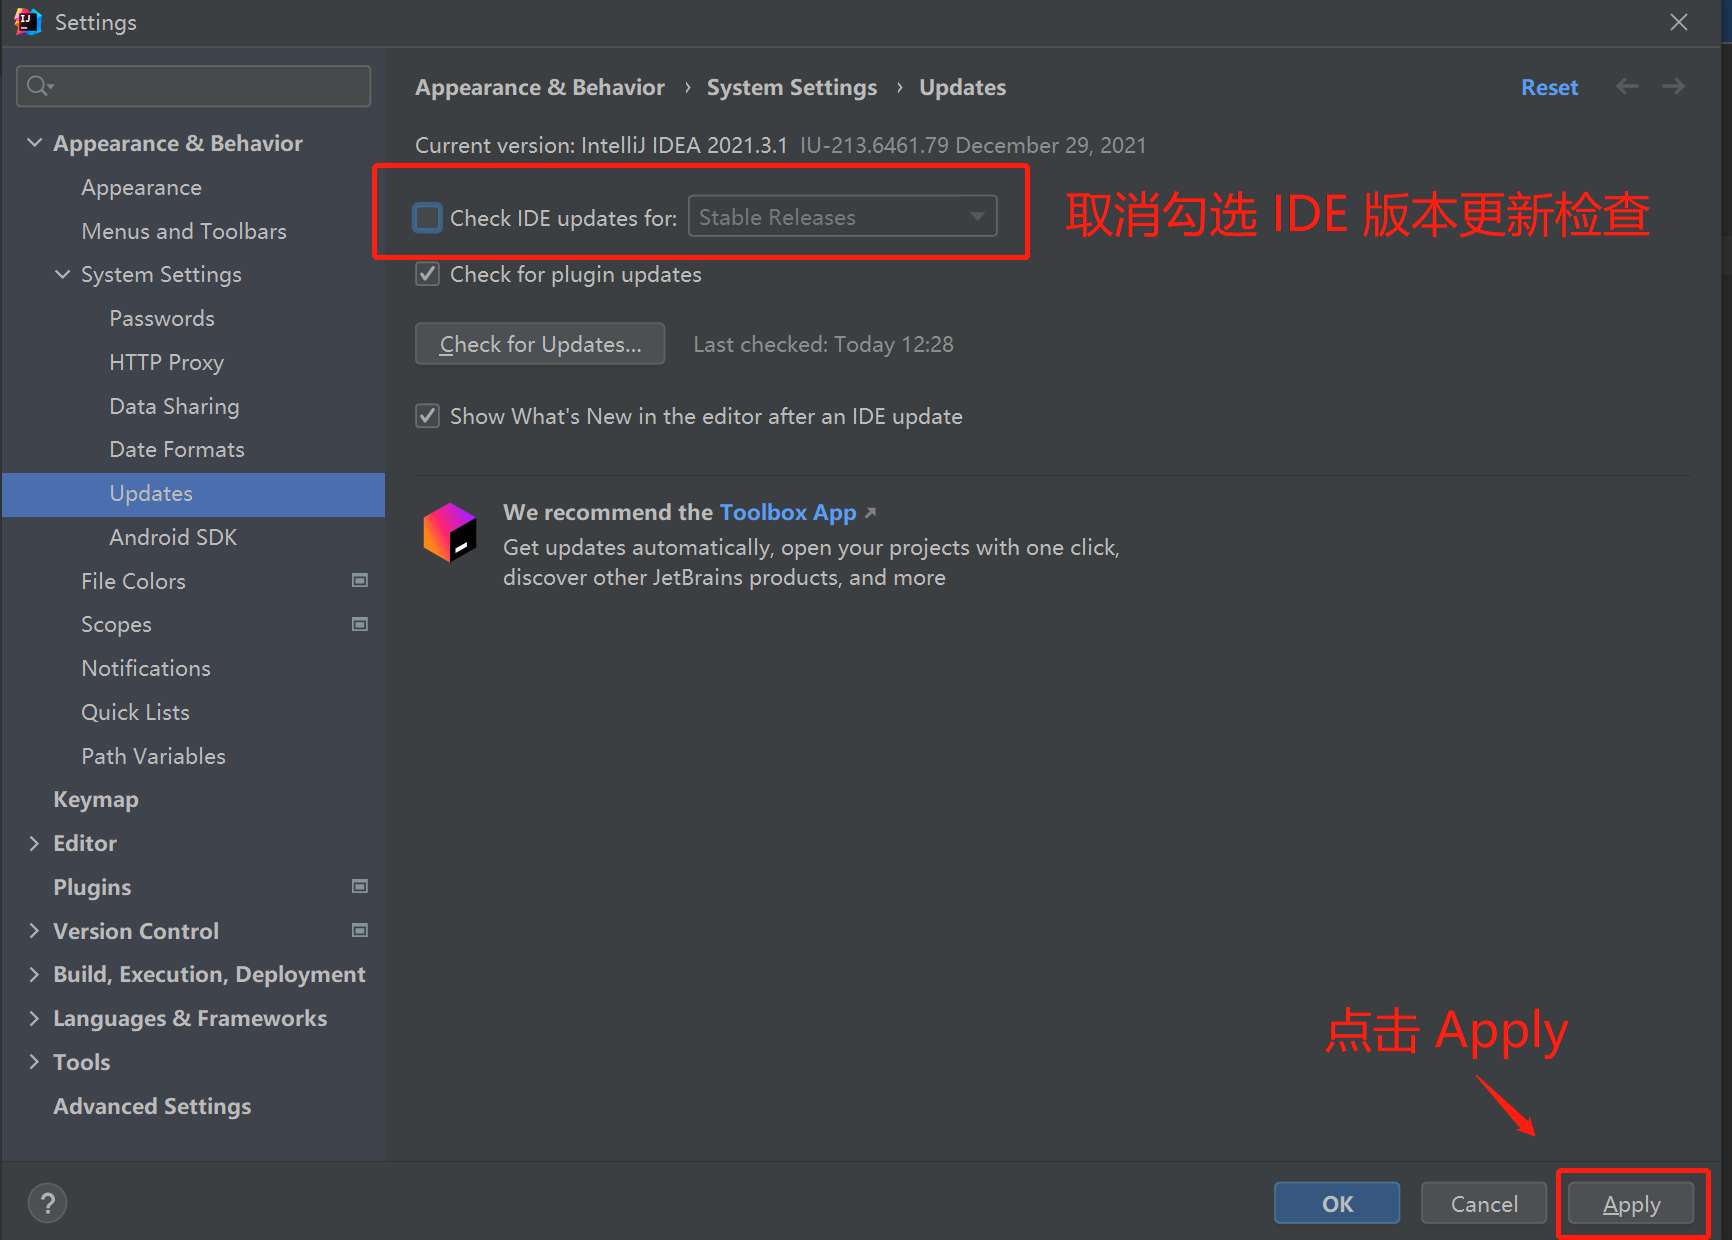 Settings
Appearance & Behavior › System Settings › Updates
Reset
Current version: IntelliJ IDEA 2021.3.1 IU-213.6461.79 December 29, 2021
Check IDE updates for: Stable Releases
取消勾选 IDE 版本更新检查
Check for plugin updates
Check for Updates...
Last checked: Today 12:28
Show What's New in the editor after an IDE update
We recommend the Toolbox App
Get updates automatically, open your projects with one click,
discover other JetBrains products, and more
Appearance & Behavior
Appearance
Menus and Toolbars
System Settings
Passwords
HTTP Proxy
Data Sharing
Date Formats
Updates
Android SDK
File Colors
Scopes
Notifications
Quick Lists
Path Variables
Keymap
Editor
Plugins
Version Control
Build, Execution, Deployment
Languages & Frameworks
Tools
Advanced Settings
点击 Apply
?
OK
Cancel
Apply